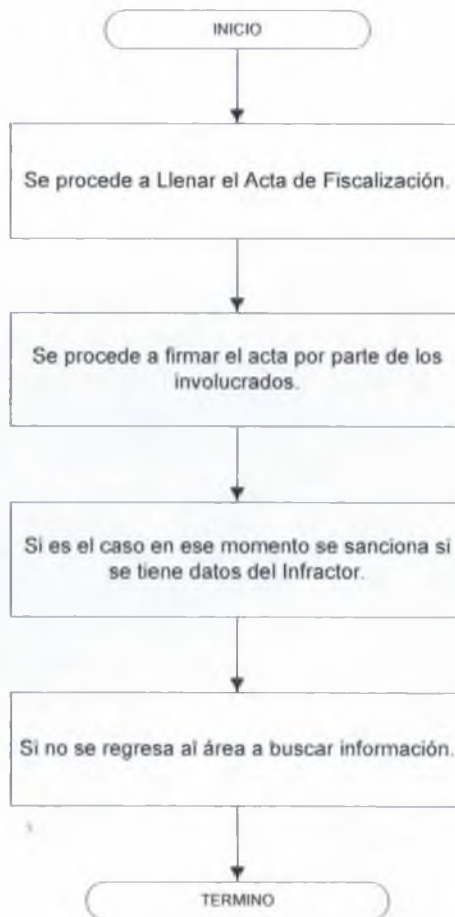 INICIO
Se procede a Llenar el Acta de Fiscalización.
Se procede a firmar el acta por parte de los
involucrados.
Si es el caso en ese momento se sanciona si
se tiene datos del Infractor.
Si no se regresa al área a buscar información.
TERMINO